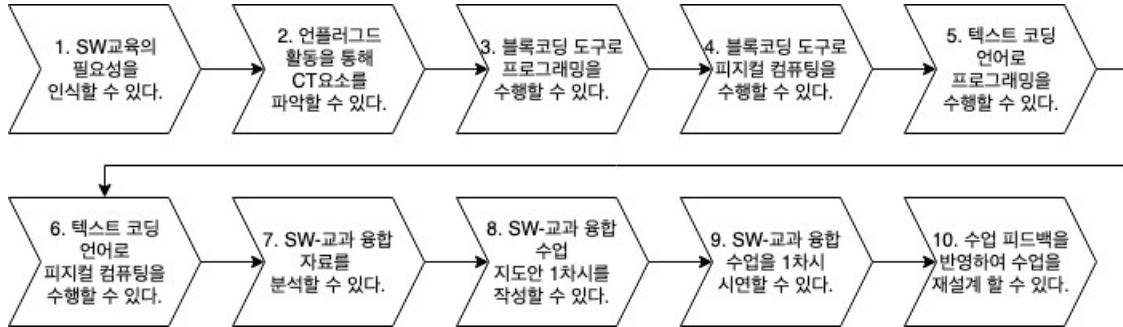 1. SW교육의
필요성을
인식할 수 있다.
2. 언플러그드
활동을 통해
CT요소를
파악할 수 있다.
3. 블록코딩 도구로
프로그래밍을
수행할 수 있다.
4. 블록코딩 도구로
피지컬 컴퓨팅을
수행할 수 있다.
5. 텍스트 코딩
언어로
프로그래밍을
수행할 수 있다.
6. 텍스트 코딩
언어로
피지컬 컴퓨팅을
수행할 수 있다.
7. SW-교과 융합
자료를
분석할 수 있다.
8. SW-교과 융합
수업
지도안 1차시를
작성할 수 있다.
9. SW-교과 융합
수업을 1차시
시연할 수 있다.
10. 수업 피드백을
반영하여 수업을
재설계 할 수 있다.